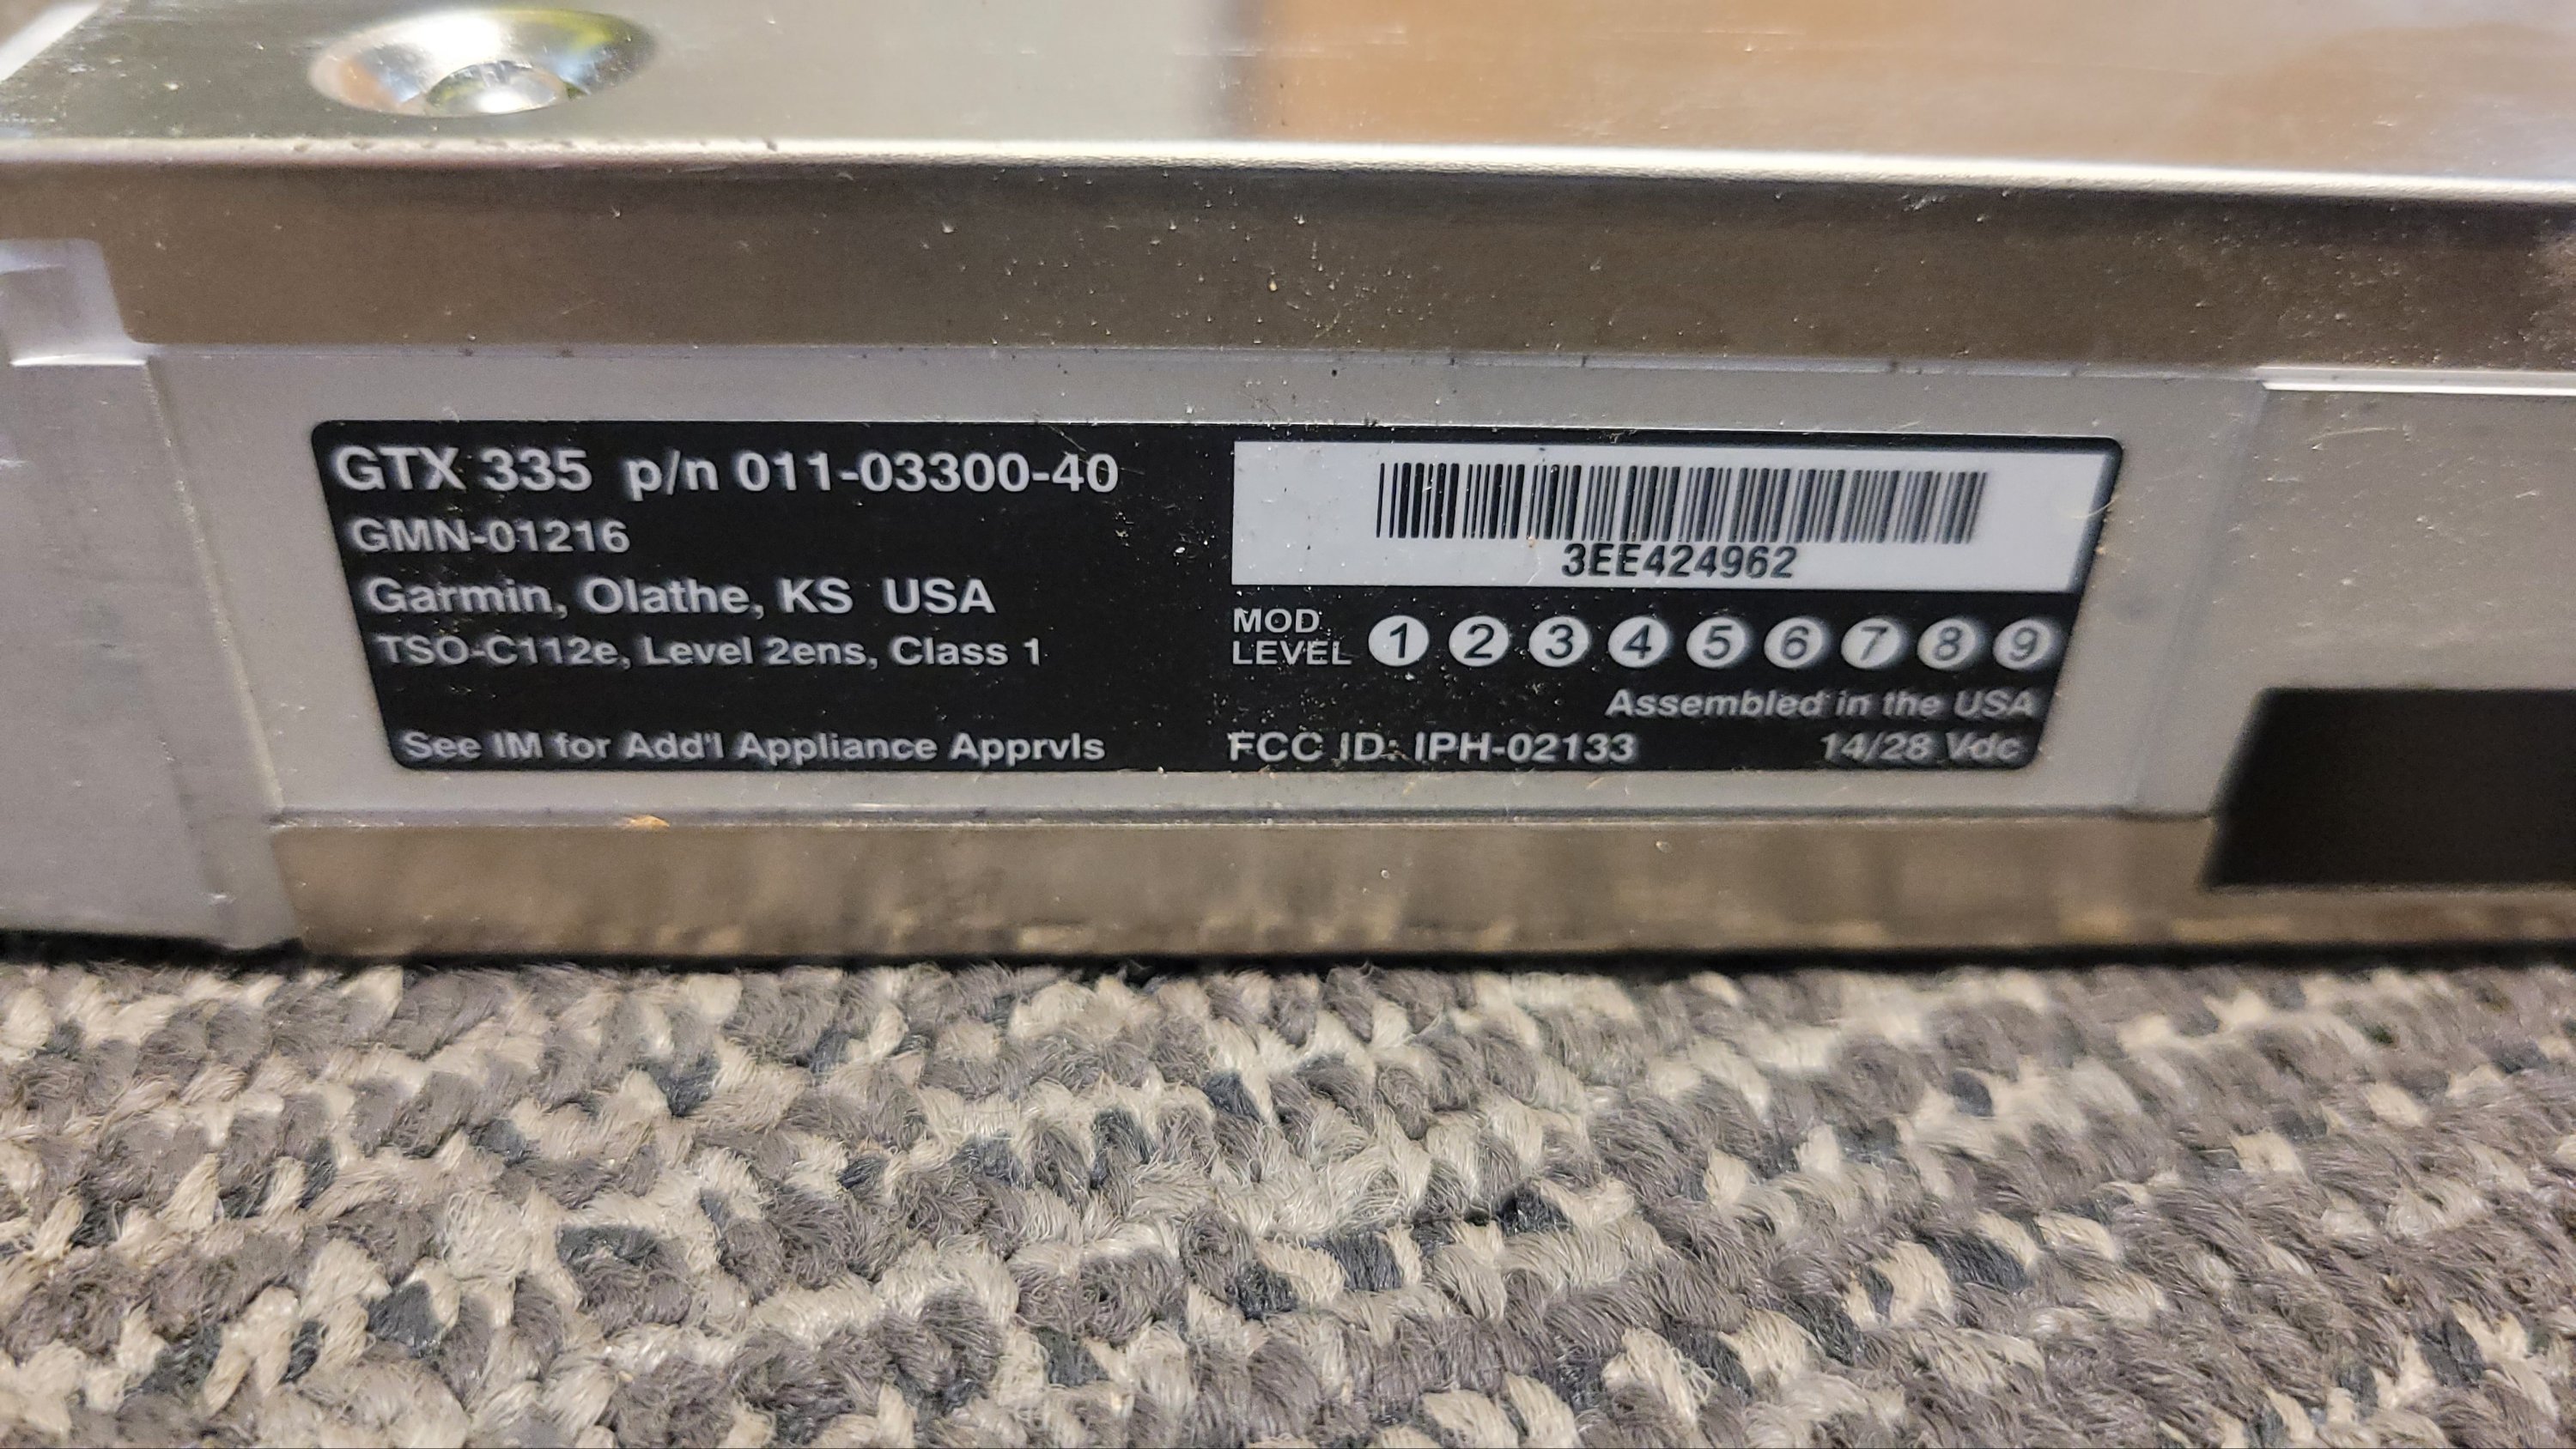 GTX 335 p/n 011-03300-40
GMN-01216
Garmin, Olathe, KS USA
TSO-C112e, Level 2ens, Class 1
See IM for Add'l Appliance Apprvls
3EE424962
MOD
LEVEL 1 2 3 4 5 6 7 8 9
Assembled in the USA
FCC ID: IPH-02133 14/28 Vdc